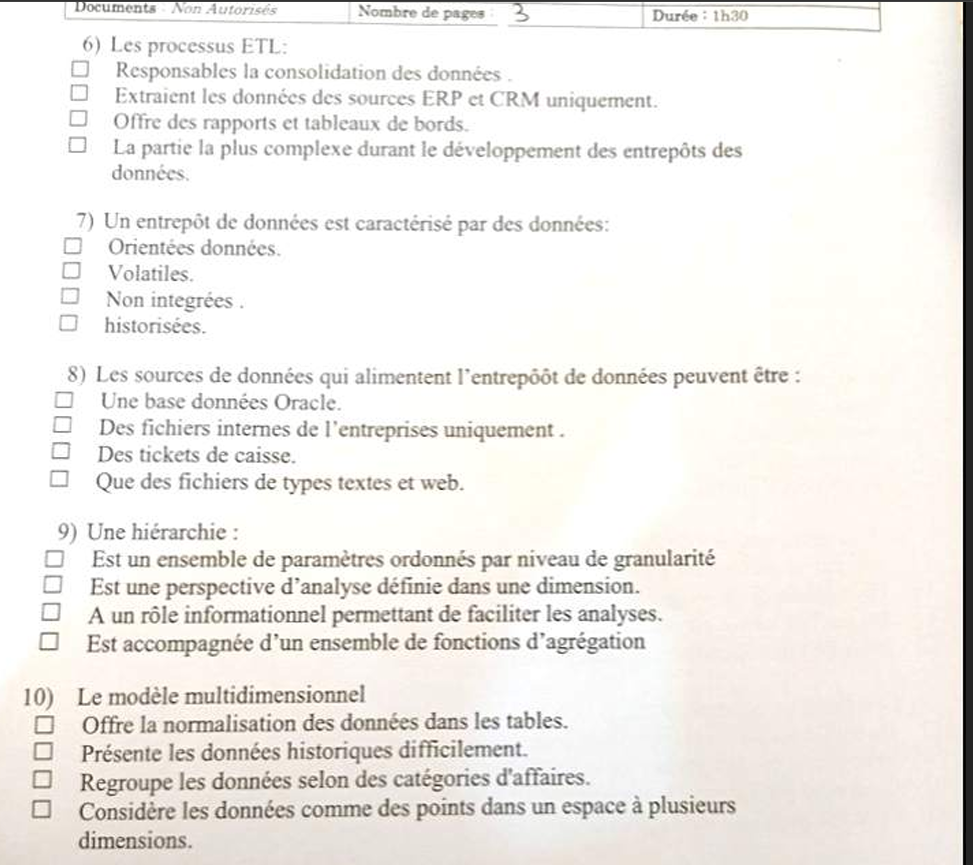 Documents : Non Autorisés Nombre de pages : 3 Durée : 1h30
6) Les processus ETL:
☐ Responsables la consolidation des données .
☐ Extraient les données des sources ERP et CRM uniquement.
☐ Offre des rapports et tableaux de bords.
☐ La partie la plus complexe durant le développement des entrepôts des
données.
7) Un entrepôt de données est caractérisé par des données:
☐ Orientées données.
☐ Volatiles.
☐ Non integrées .
☐ historisées.
8) Les sources de données qui alimentent l'entrepôôt de données peuvent être :
☐ Une base données Oracle.
☐ Des fichiers internes de l'entreprises uniquement .
☐ Des tickets de caisse.
☐ Que des fichiers de types textes et web.
9) Une hiérarchie :
☐ Est un ensemble de paramètres ordonnés par niveau de granularité
☐ Est une perspective d'analyse définie dans une dimension.
☐ A un rôle informationnel permettant de faciliter les analyses.
☐ Est accompagnée d'un ensemble de fonctions d'agrégation
10) Le modèle multidimensionnel
☐ Offre la normalisation des données dans les tables.
☐ Présente les données historiques difficilement.
☐ Regroupe les données selon des catégories d'affaires.
☐ Considère les données comme des points dans un espace à plusieurs
dimensions.